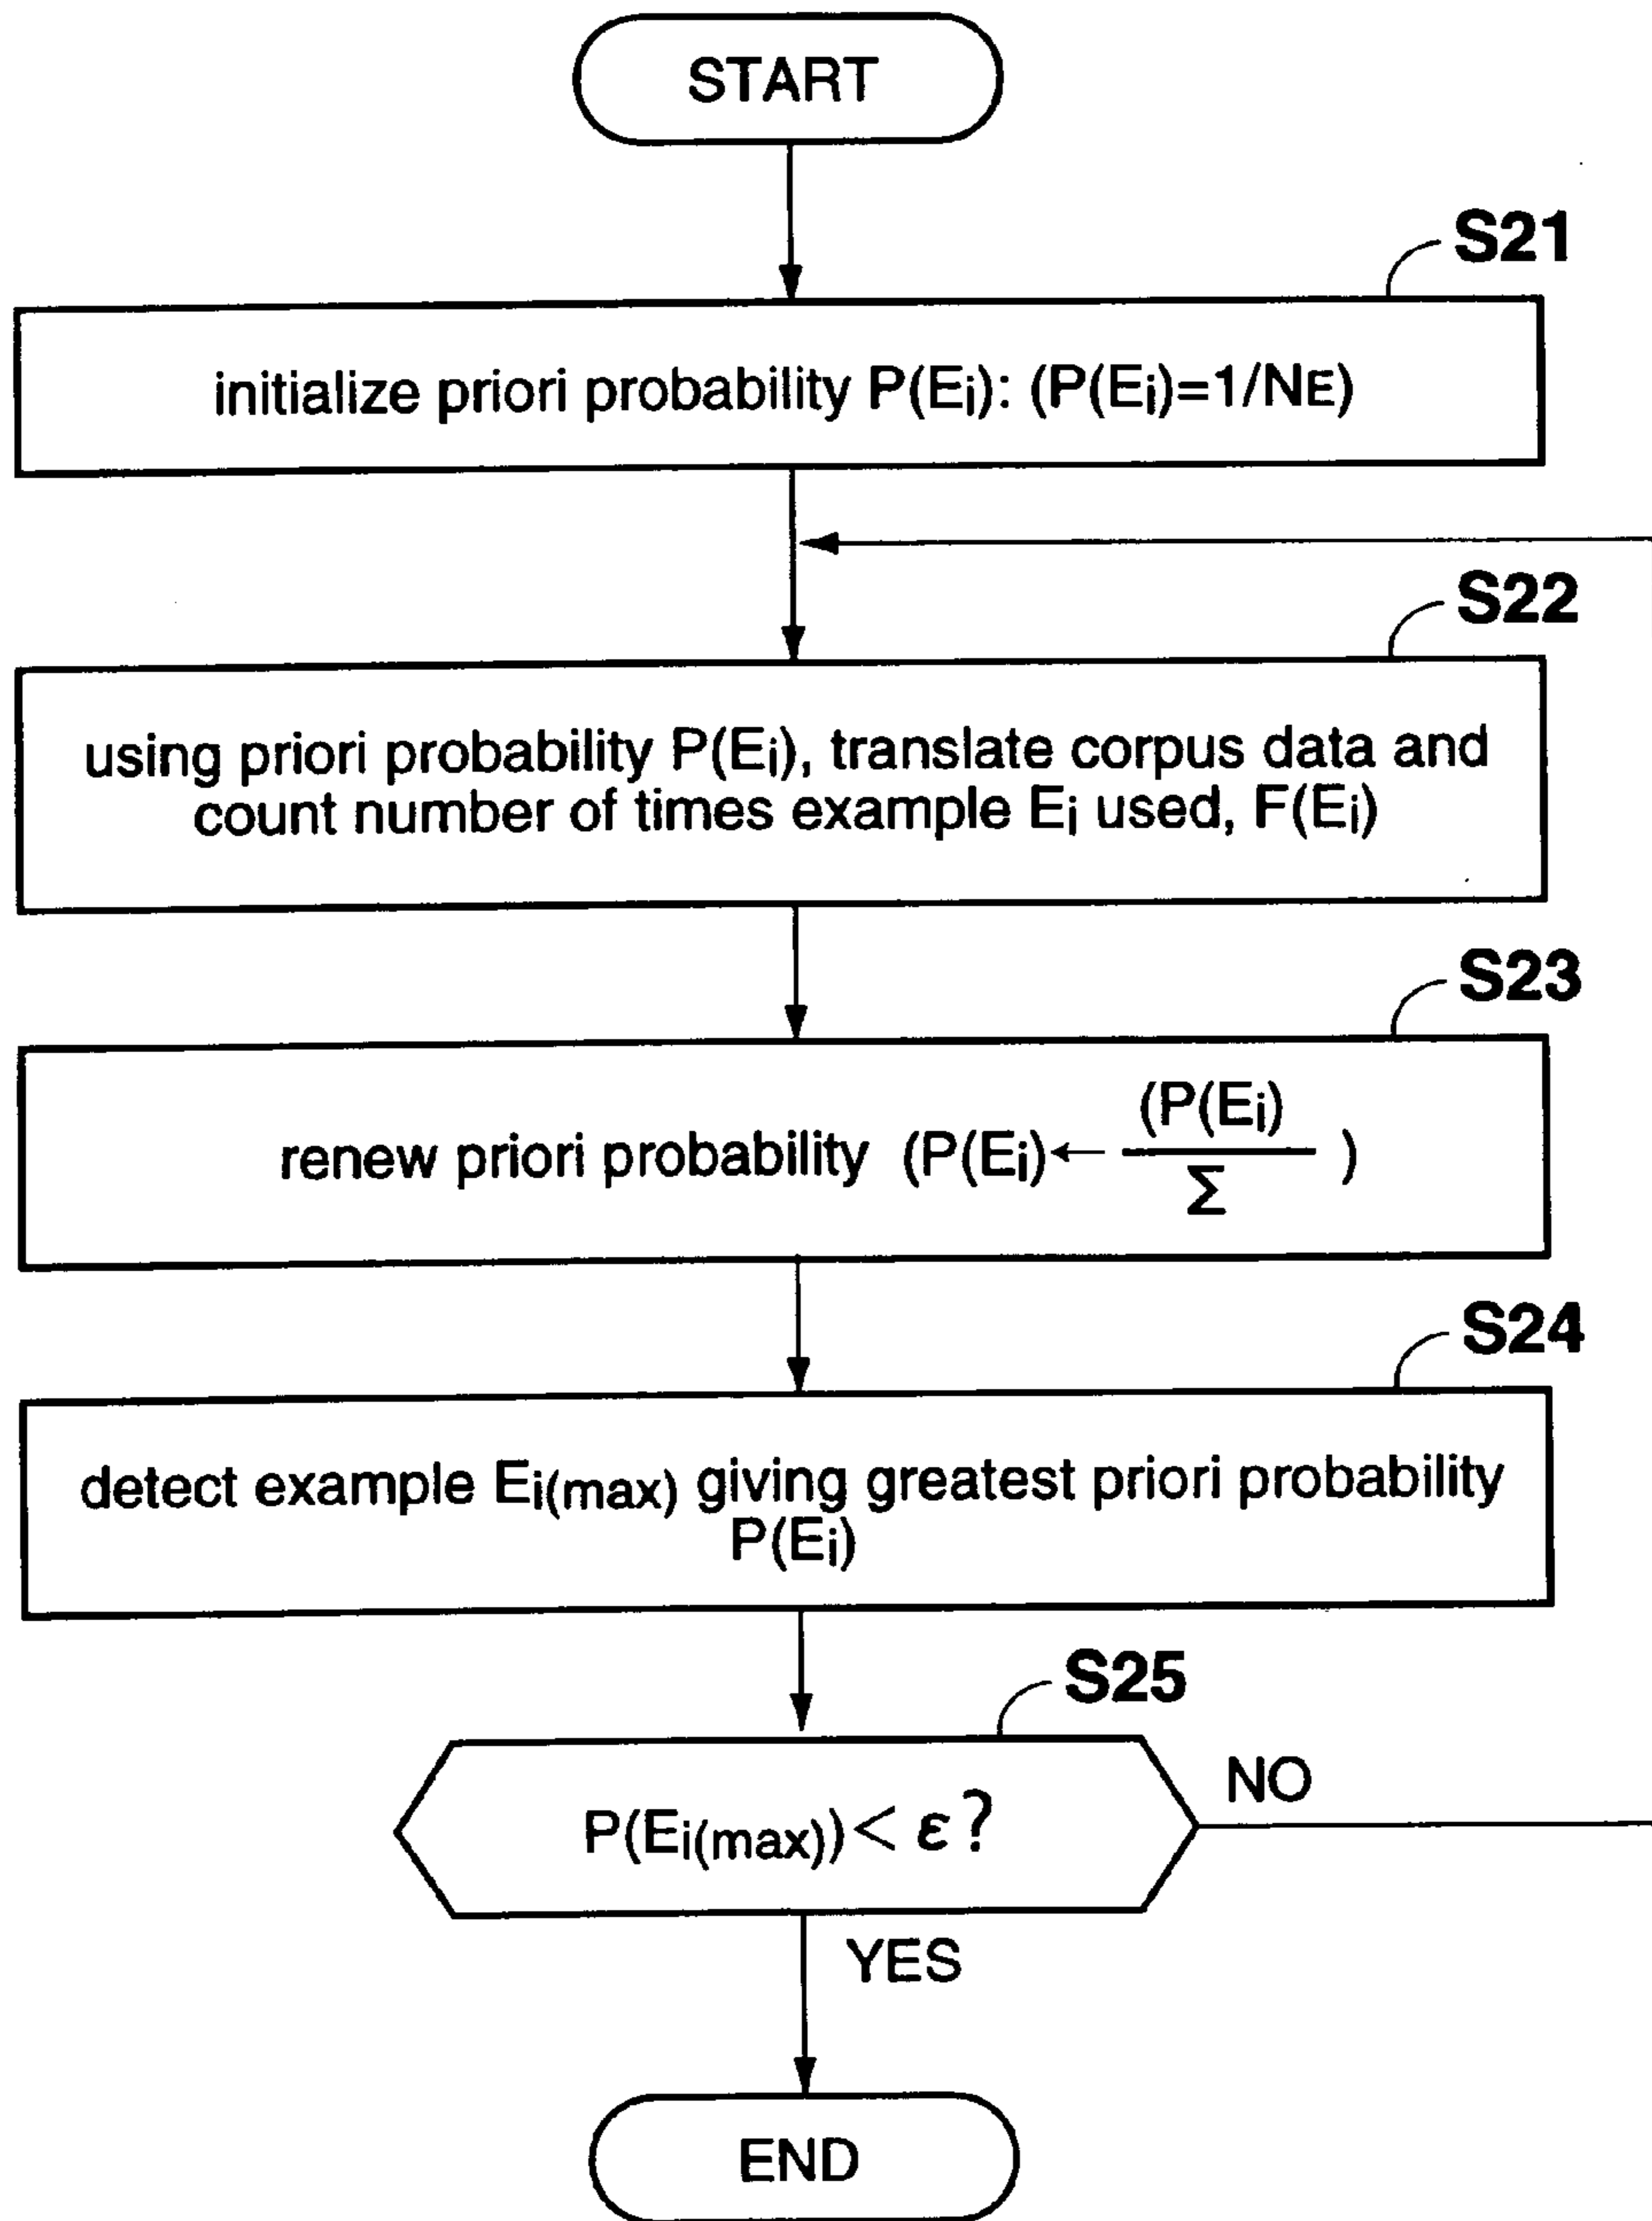 START
S21
initialize priori probability P(Ei): (P(Ei)=1/NE)
S22
using priori probability P(Ei), translate corpus data and
count number of times example Ei used, F(Ei)
S23
renew priori probability (P(Ei)← (P(Ei) / Σ )
S24
detect example Ei(max) giving greatest priori probability
P(Ei)
S25
P(Ei(max))< ε?
NO
YES
END